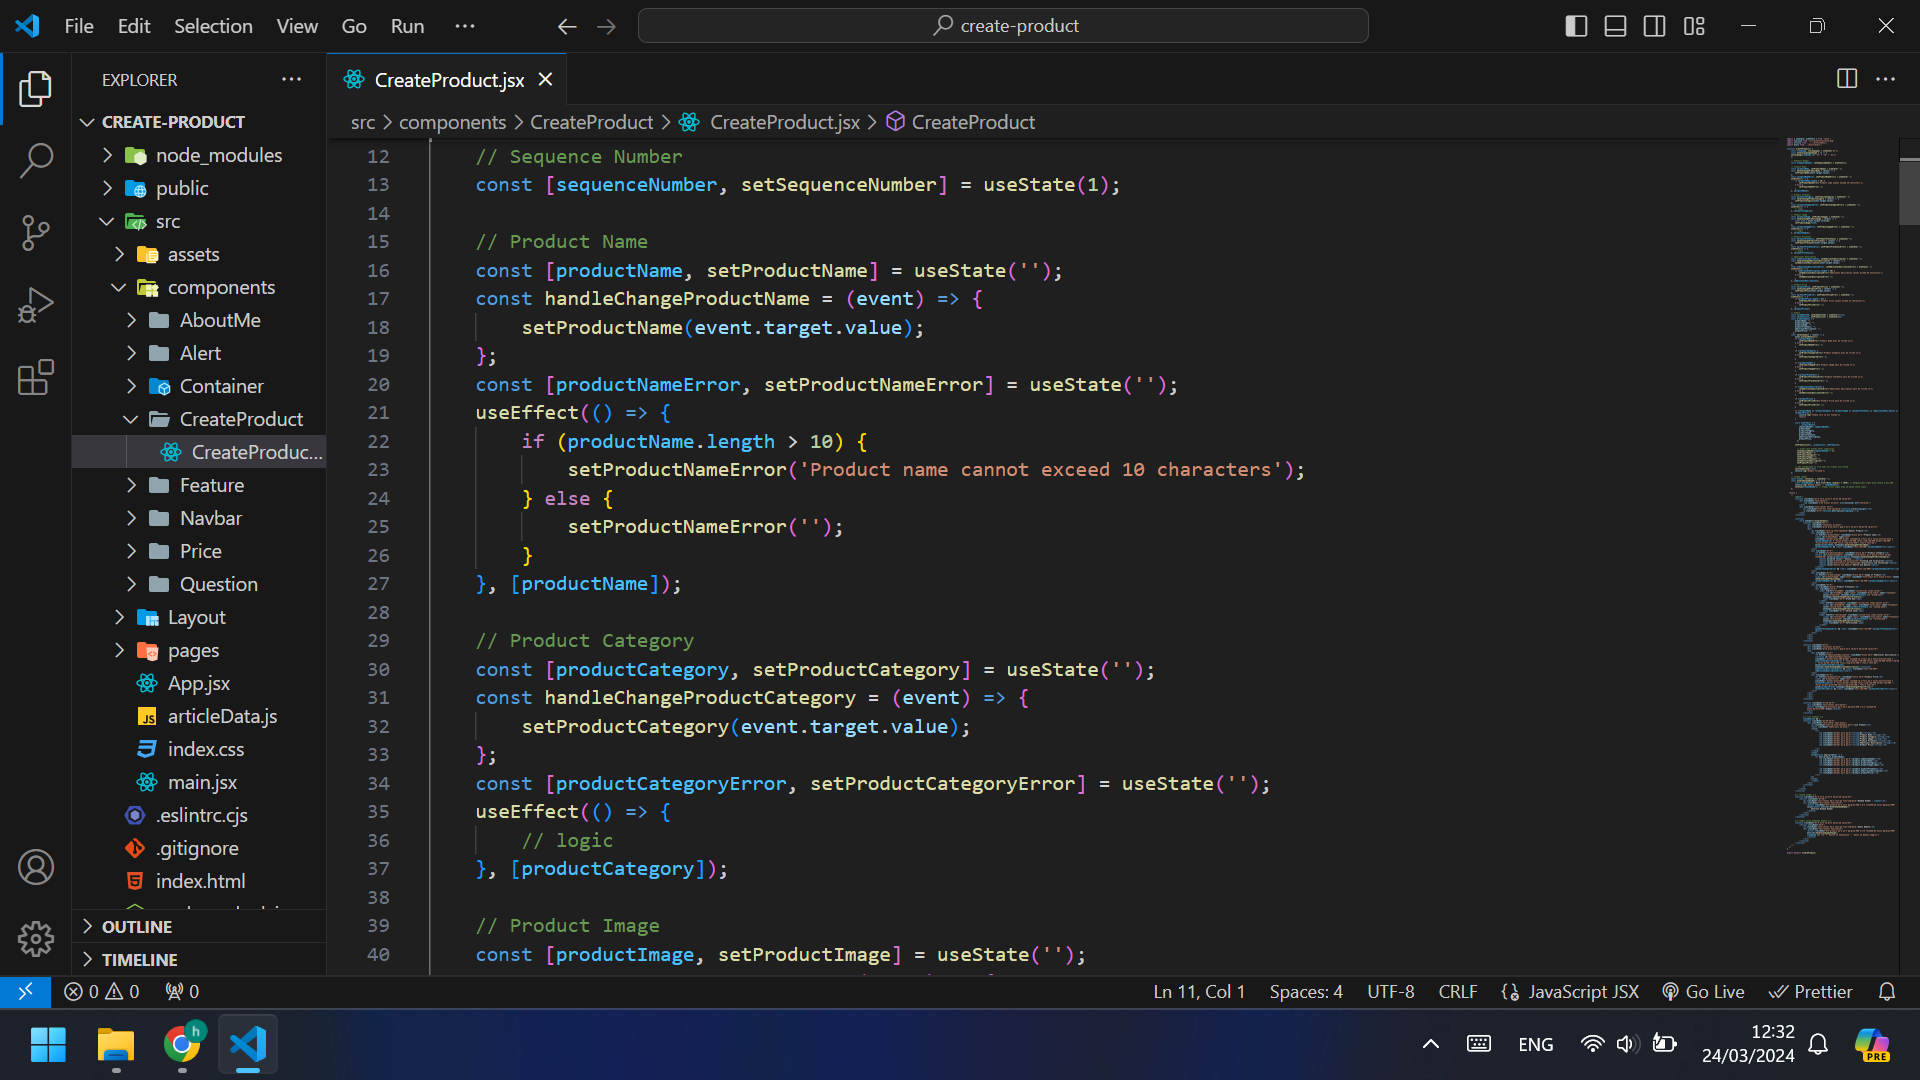 File Edit Selection View Go Run ···
create-product
EXPLORER
CREATE-PRODUCT
node_modules
public
src
assets
components
AboutMe
Alert
Container
CreateProduct
CreateProduc...
Feature
Navbar
Price
Question
Layout
pages
App.jsx
articleData.js
index.css
main.jsx
.eslintrc.cjs
.gitignore
index.html
OUTLINE
TIMELINE
CreateProduct.jsx
src > components > CreateProduct > CreateProduct.jsx > CreateProduct
12 // Sequence Number
13 const [sequenceNumber, setSequenceNumber] = useState(1);
14
15 // Product Name
16 const [productName, setProductName] = useState('');
17 const handleChangeProductName = (event) => {
18 setProductName(event.target.value);
19 };
20 const [productNameError, setProductNameError] = useState('');
21 useEffect(() => {
22 if (productName.length > 10) {
23 setProductNameError('Product name cannot exceed 10 characters');
24 } else {
25 setProductNameError('');
26 }
27 }, [productName]);
28
29 // Product Category
30 const [productCategory, setProductCategory] = useState('');
31 const handleChangeProductCategory = (event) => {
32 setProductCategory(event.target.value);
33 };
34 const [productCategoryError, setProductCategoryError] = useState('');
35 useEffect(() => {
36 // logic
37 }, [productCategory]);
38
39 // Product Image
40 const [productImage, setProductImage] = useState('');
0 0 0
Ln 11, Col 1 Spaces: 4 UTF-8 CRLF JavaScript JSX Go Live Prettier
h
ENG
12:32
24/03/2024
PRE